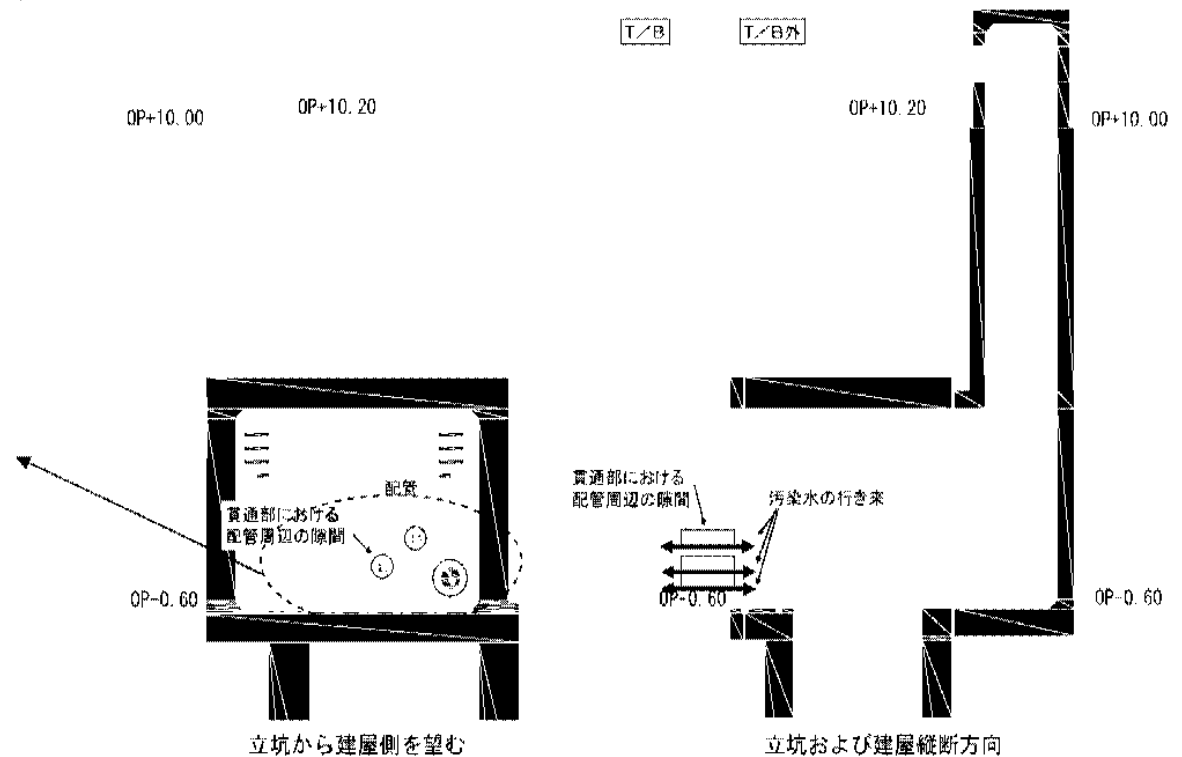 T/B
T/B外
OP+10.00
OP+10.20
OP+10.20
OP+10.00
配管
貫通部における
配管周辺の隙間
OP-0.60
貫通部における
配管周辺の隙間
汚染水の行き来
OP-0.60
OP-0.60
立坑から建屋側を望む
立坑および建屋縦断方向